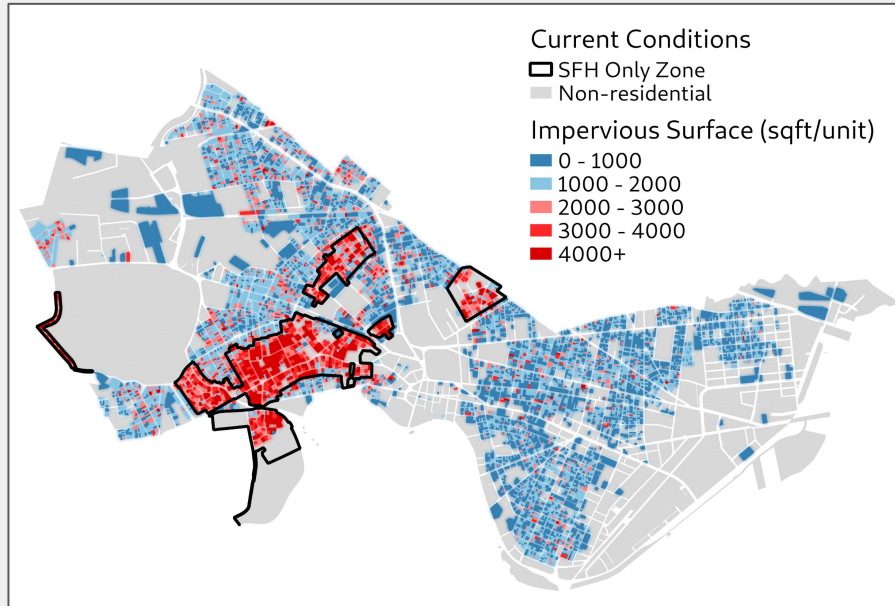 Current Conditions
SFH Only Zone
Non-residential
Impervious Surface (sqft/unit)
0 - 1000
1000 - 2000
2000 - 3000
3000 - 4000
4000+